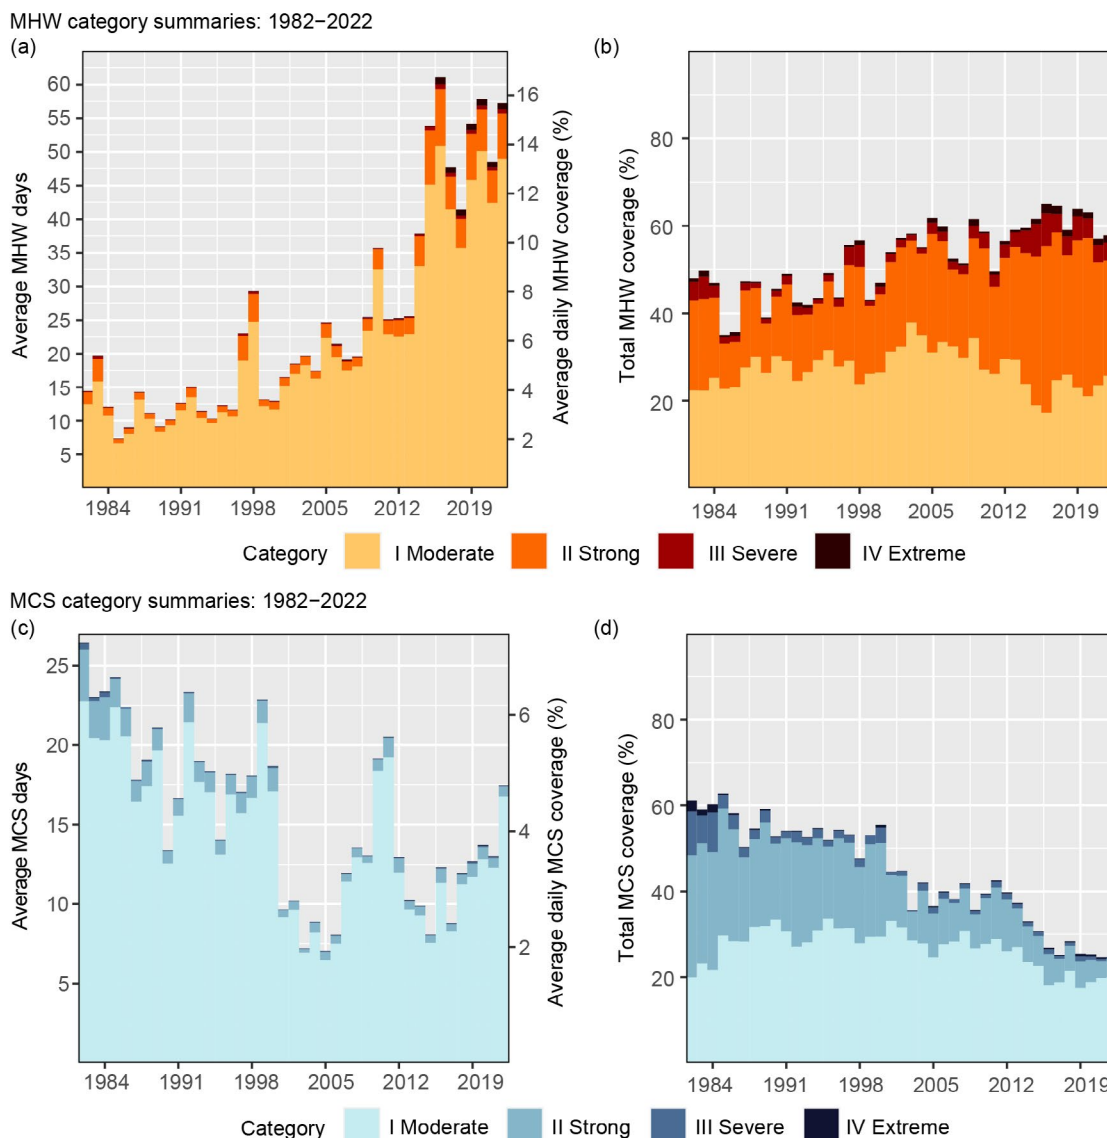 MHW category summaries: 1982−2022
(a)
(b)
Average MHW days
60
55
50
45
40
35
30
25
20
15
10
5
16
14
12
10
8
6
4
2
Average daily MHW coverage (%)
1984 1991 1998 2005 2012 2019
Total MHW coverage (%)
80
60
40
20
1984 1991 1998 2005 2012 2019
Category I Moderate II Strong III Severe IV Extreme
MCS category summaries: 1982−2022
(c)
(d)
Average MCS days
25
20
15
10
5
6
4
2
Average daily MCS coverage (%)
1984 1991 1998 2005 2012 2019
Total MCS coverage (%)
80
60
40
20
1984 1991 1998 2005 2012 2019
Category I Moderate II Strong III Severe IV Extreme